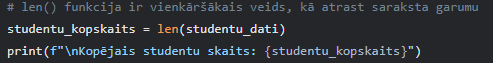 # len() funkcija ir vienkāršākais veids, kā atrast saraksta garumu
studentu_kopskaits = len(studentu_dati)
print(f"\nKopējais studentu skaits: {studentu_kopskaits}")